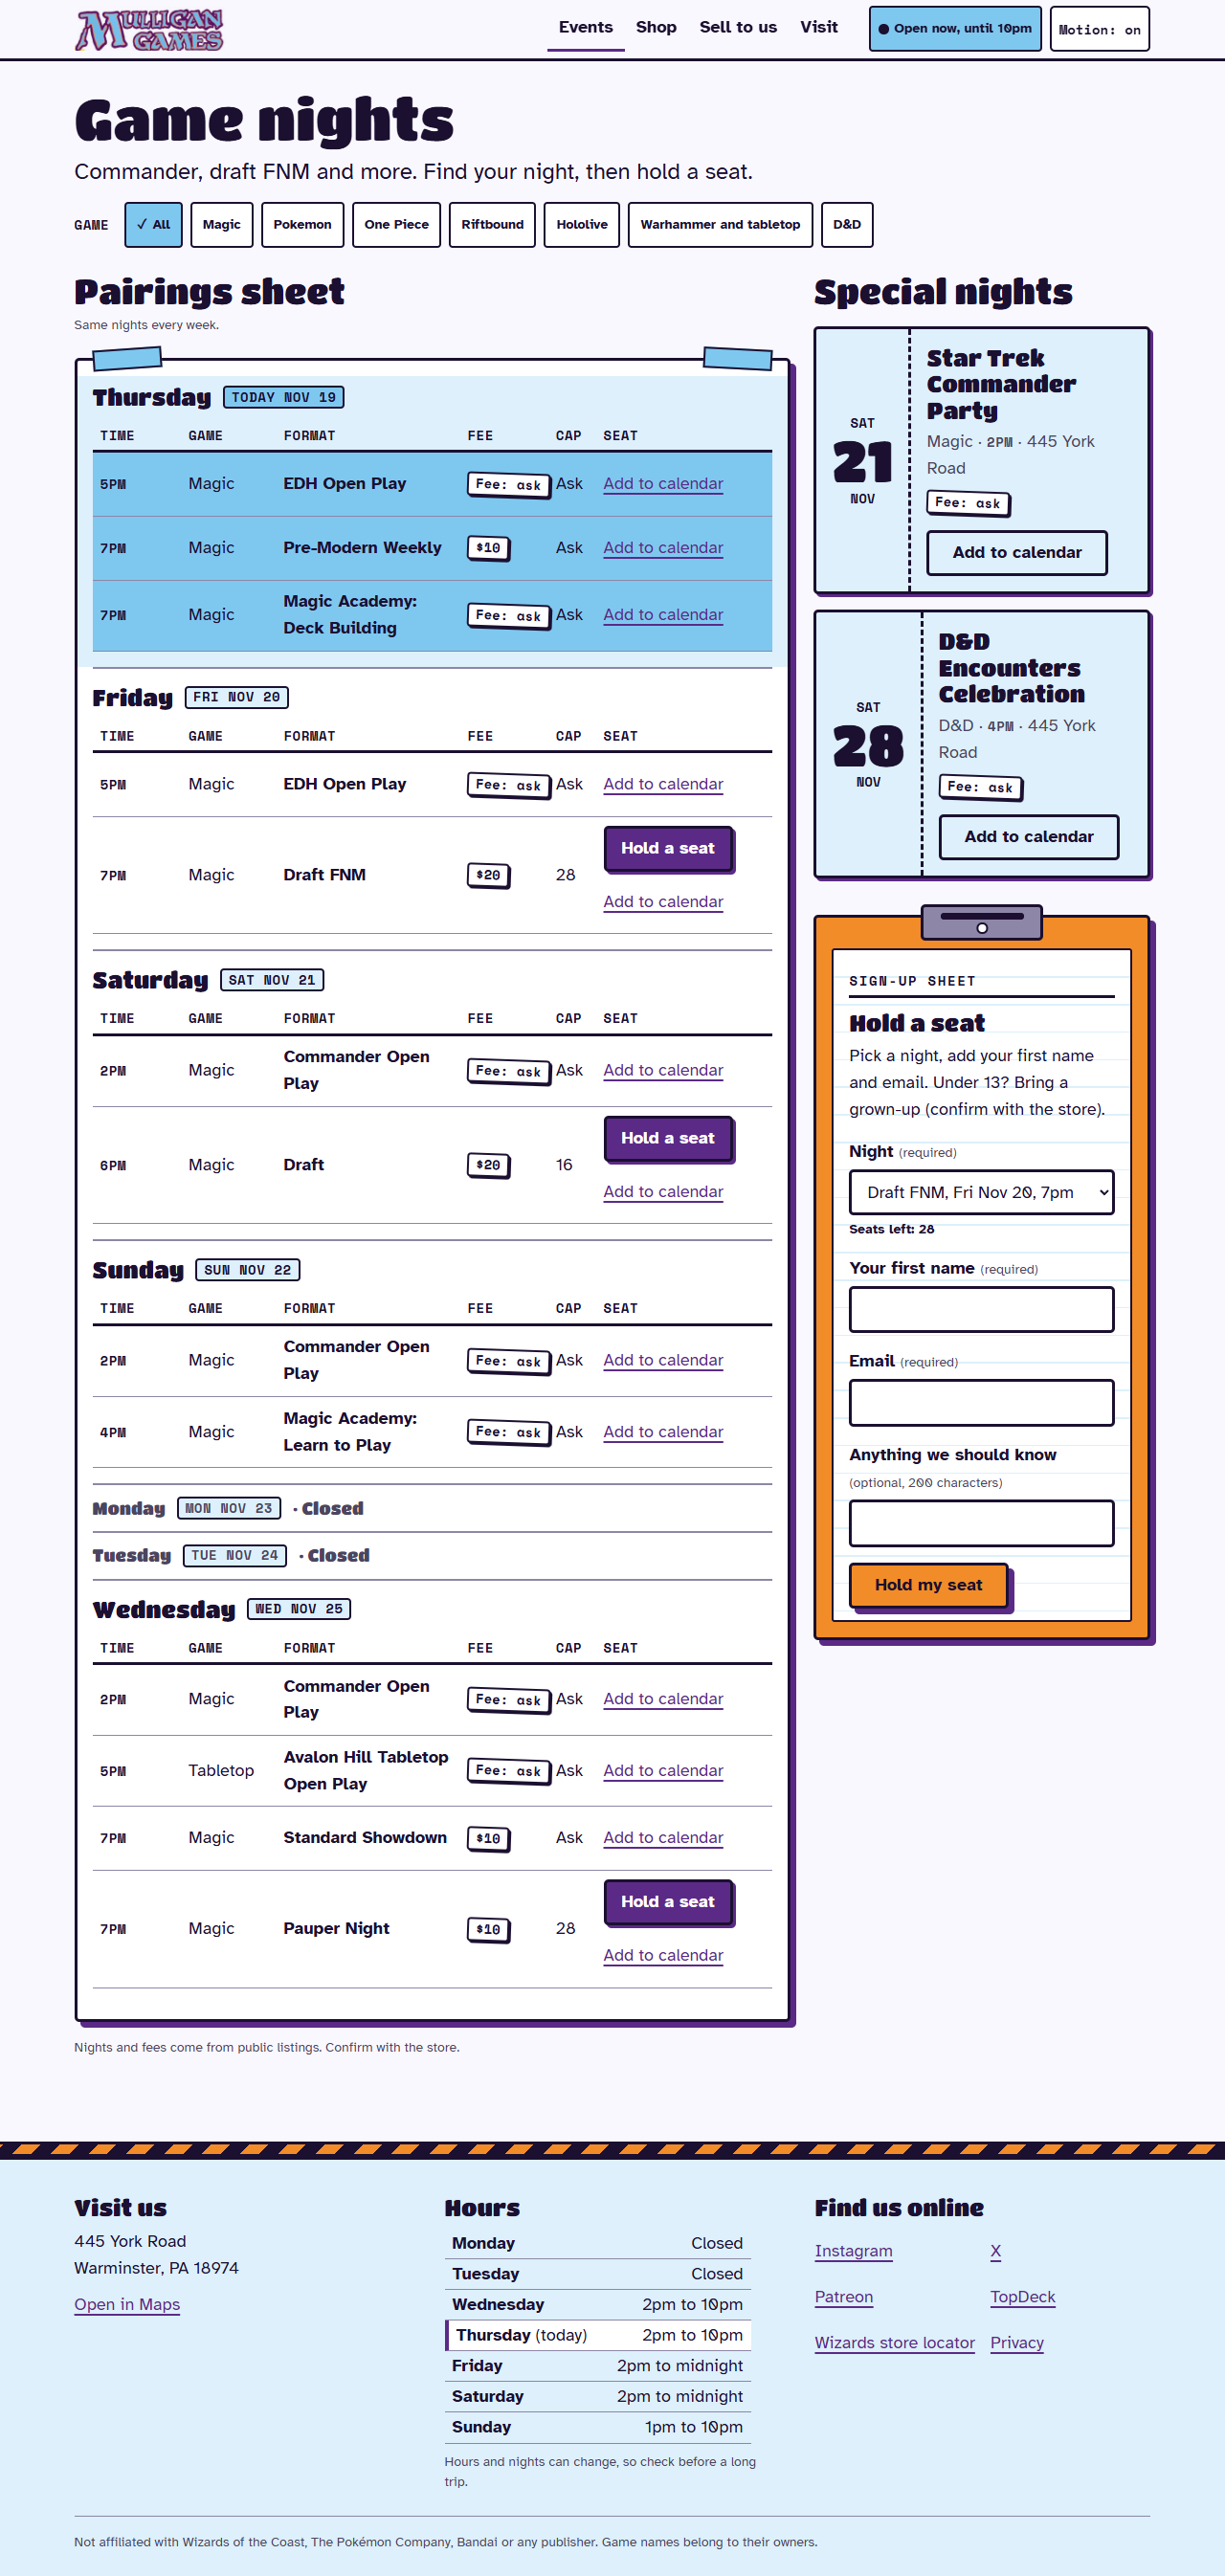 MULLIGAN
GAMES
Events Shop Sell to us Visit
Open now, until 10pm
Motion: on
Game nights
Commander, draft FNM and more. Find your night, then hold a seat.
GAME
✓ All
Magic
Pokemon
One Piece
Riftbound
Hololive
Warhammer and tabletop
D&D
Pairings sheet
Same nights every week.
Thursday TODAY NOV 19
TIME GAME FORMAT FEE CAP SEAT
5PM Magic EDH Open Play Fee: ask Ask Add to calendar
7PM Magic Pre-Modern Weekly $10 Ask Add to calendar
7PM Magic Magic Academy:
Deck Building Fee: ask Ask Add to calendar
Friday FRI NOV 20
TIME GAME FORMAT FEE CAP SEAT
5PM Magic EDH Open Play Fee: ask Ask Add to calendar
7PM Magic Draft FNM $20 28 Hold a seat
Add to calendar
Saturday SAT NOV 21
TIME GAME FORMAT FEE CAP SEAT
2PM Magic Commander Open
Play Fee: ask Ask Add to calendar
6PM Magic Draft $20 16 Hold a seat
Add to calendar
Sunday SUN NOV 22
TIME GAME FORMAT FEE CAP SEAT
2PM Magic Commander Open
Play Fee: ask Ask Add to calendar
4PM Magic Magic Academy:
Learn to Play Fee: ask Ask Add to calendar
Monday MON NOV 23 · Closed
Tuesday TUE NOV 24 · Closed
Wednesday WED NOV 25
TIME GAME FORMAT FEE CAP SEAT
2PM Magic Commander Open
Play Fee: ask Ask Add to calendar
5PM Tabletop Avalon Hill Tabletop
Open Play Fee: ask Ask Add to calendar
7PM Magic Standard Showdown $10 Ask Add to calendar
7PM Magic Pauper Night $10 28 Hold a seat
Add to calendar
Nights and fees come from public listings. Confirm with the store.
Special nights
SAT
21
NOV
Star Trek
Commander
Party
Magic · 2PM · 445 York
Road
Fee: ask
Add to calendar
SAT
28
NOV
D&D
Encounters
Celebration
D&D · 4PM · 445 York
Road
Fee: ask
Add to calendar
SIGN-UP SHEET
Hold a seat
Pick a night, add your first name
and email. Under 13? Bring a
grown-up (confirm with the store).
Night (required)
Draft FNM, Fri Nov 20, 7pm
Seats left: 28
Your first name (required)
Email (required)
Anything we should know
(optional, 200 characters)
Hold my seat
Visit us
445 York Road
Warminster, PA 18974
Open in Maps
Hours
Monday Closed
Tuesday Closed
Wednesday 2pm to 10pm
Thursday (today) 2pm to 10pm
Friday 2pm to midnight
Saturday 2pm to midnight
Sunday 1pm to 10pm
Hours and nights can change, so check before a long
trip.
Find us online
Instagram X
Patreon TopDeck
Wizards store locator Privacy
Not affiliated with Wizards of the Coast, The Pokémon Company, Bandai or any publisher. Game names belong to their owners.